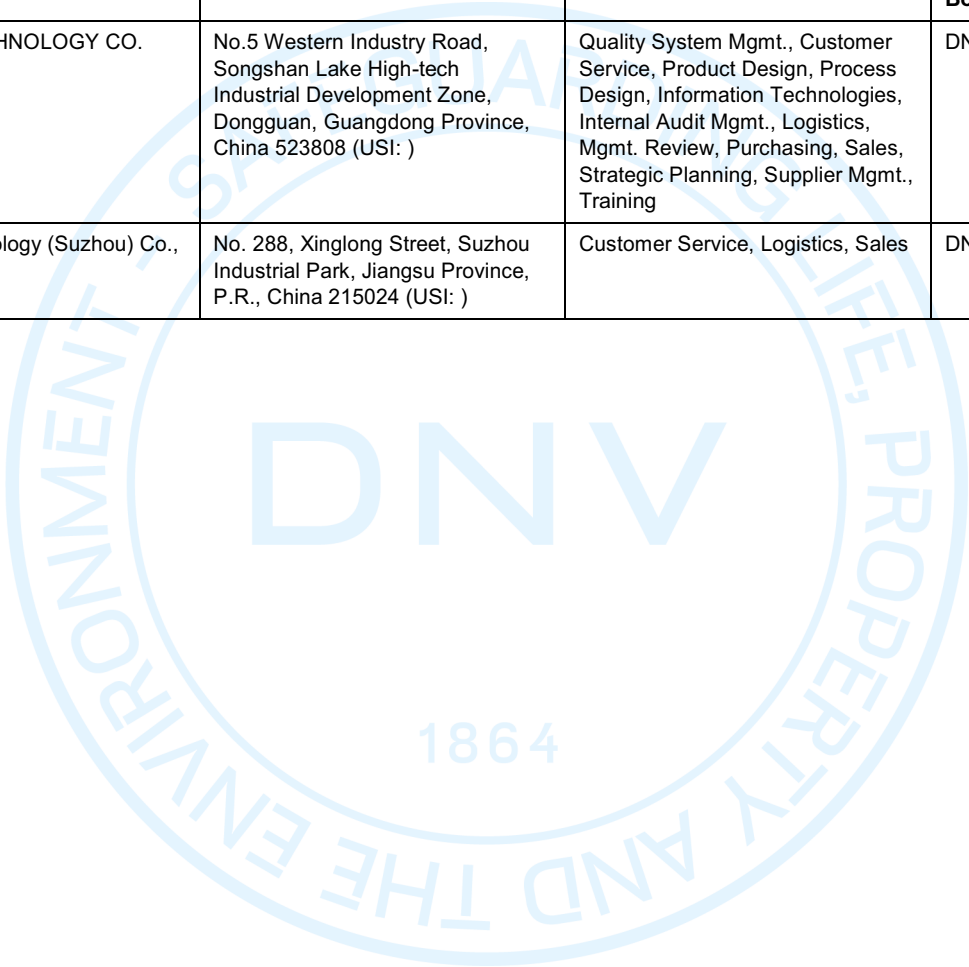 HNOLOGY CO.
No.5 Western Industry Road,
Songshan Lake High-tech
Industrial Development Zone,
Dongguan, Guangdong Province,
China 523808 (USI: )
Quality System Mgmt., Customer
Service, Product Design, Process
Design, Information Technologies,
Internal Audit Mgmt., Logistics,
Mgmt. Review, Purchasing, Sales,
Strategic Planning, Supplier Mgmt.,
Training
DN
ology (Suzhou) Co.,
No. 288, Xinglong Street, Suzhou
Industrial Park, Jiangsu Province,
P.R., China 215024 (USI: )
Customer Service, Logistics, Sales
DN
SAFEGUARDING LIFE, PROPERTY AND THE ENVIRONMENT -
DNV
1864